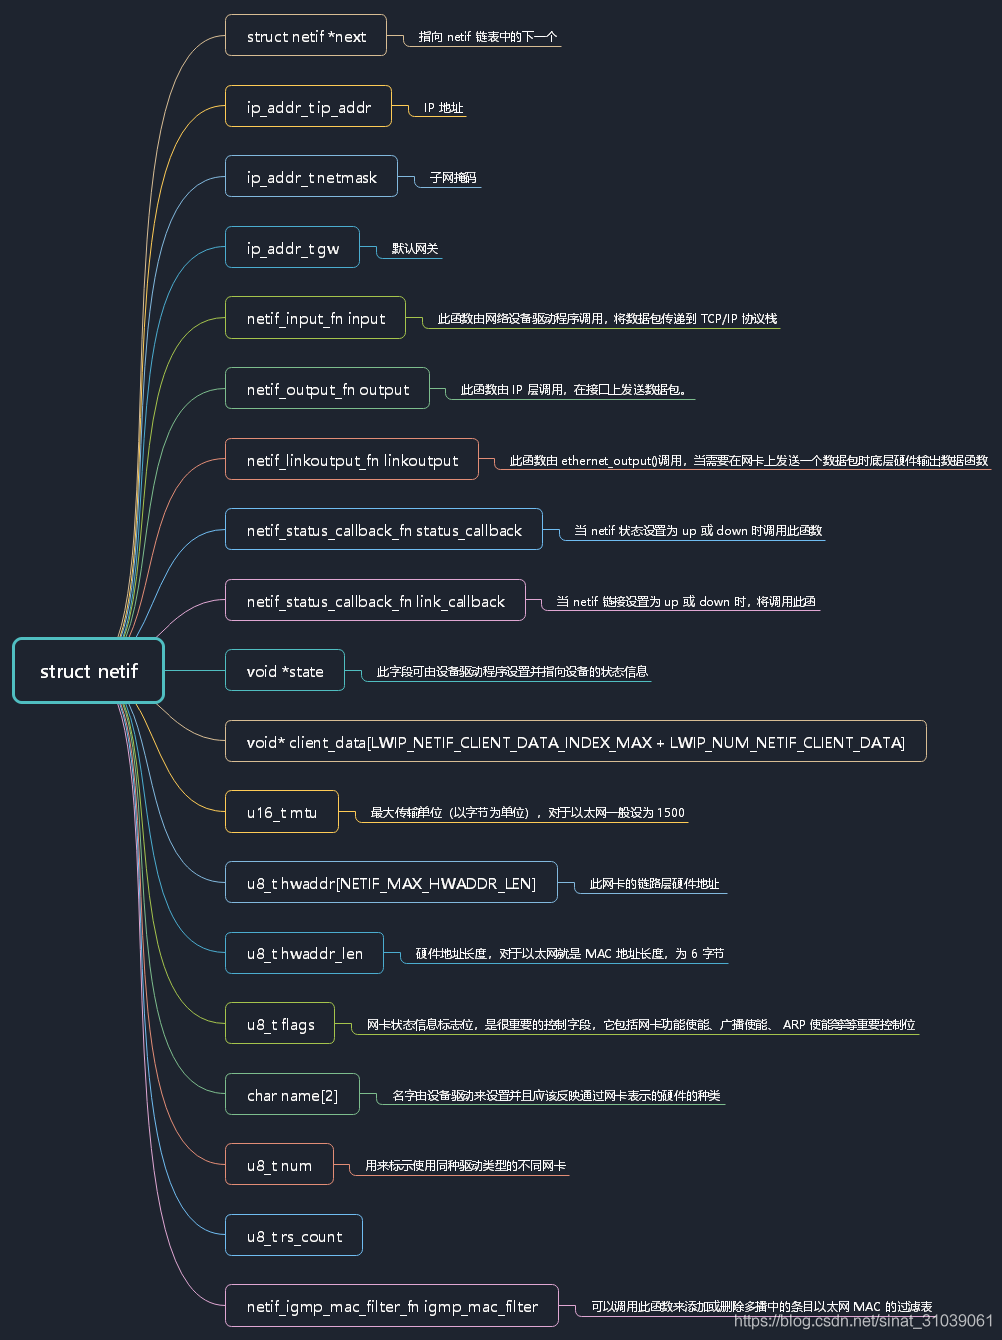 struct netif
struct netif *next
指向 netif 链表中的下一个
ip_addr_t ip_addr
IP 地址
ip_addr_t netmask
子网掩码
ip_addr_t gw
默认网关
netif_input_fn input
此函数由网络设备驱动程序调用，将数据包传递到 TCP/IP 协议栈
netif_output_fn output
此函数由 IP 层调用，在接口上发送数据包。
netif_linkoutput_fn linkoutput
此函数由 ethernet_output()调用，当需要在网卡上发送一个数据包时底层硬件输出数据函数
netif_status_callback_fn status_callback
当 netif 状态设置为 up 或 down 时调用此函数
netif_status_callback_fn link_callback
当 netif 链接设置为 up 或 down 时，将调用此函
void *state
此字段可由设备驱动程序设置并指向设备的状态信息
void* client_data[LWIP_NETIF_CLIENT_DATA_INDEX_MAX + LWIP_NUM_NETIF_CLIENT_DATA]
u16_t mtu
最大传输单位（以字节为单位），对于以太网一般设为 1500
u8_t hwaddr[NETIF_MAX_HWADDR_LEN]
此网卡的链路层硬件地址
u8_t hwaddr_len
硬件地址长度，对于以太网就是 MAC 地址长度，为 6 字节
u8_t flags
网卡状态信息标志位，是很重要的控制字段，它包括网卡功能使能、广播使能、 ARP 使能等等重要控制位
char name[2]
名字由设备驱动来设置并且应该反映通过网卡表示的硬件的种类
u8_t num
用来标示使用同种驱动类型的不同网卡
u8_t rs_count
netif_igmp_mac_filter_fn igmp_mac_filter
可以调用此函数来添加或删除多播中的条目以太网 MAC 的过滤表
https://blog.csdn.net/sinat_31039061